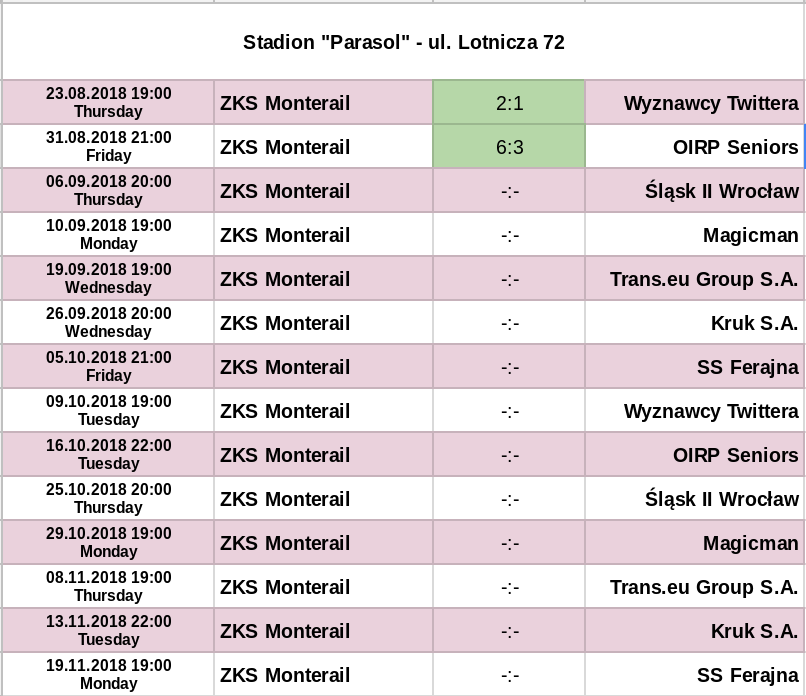 Stadion "Parasol" - ul. Lotnicza 72
23.08.2018 19:00
Thursday
ZKS Monterail
2:1
Wyznawcy Twittera
31.08.2018 21:00
Friday
ZKS Monterail
6:3
OIRP Seniors
06.09.2018 20:00
Thursday
ZKS Monterail
-:-
Śląsk II Wrocław
10.09.2018 19:00
Monday
ZKS Monterail
-:-
Magicman
19.09.2018 19:00
Wednesday
ZKS Monterail
-:-
Trans.eu Group S.A.
26.09.2018 20:00
Wednesday
ZKS Monterail
-:-
Kruk S.A.
05.10.2018 21:00
Friday
ZKS Monterail
-:-
SS Ferajna
09.10.2018 19:00
Tuesday
ZKS Monterail
-:-
Wyznawcy Twittera
16.10.2018 22:00
Tuesday
ZKS Monterail
-:-
OIRP Seniors
25.10.2018 20:00
Thursday
ZKS Monterail
-:-
Śląsk II Wrocław
29.10.2018 19:00
Monday
ZKS Monterail
-:-
Magicman
08.11.2018 19:00
Thursday
ZKS Monterail
-:-
Trans.eu Group S.A.
13.11.2018 22:00
Tuesday
ZKS Monterail
-:-
Kruk S.A.
19.11.2018 19:00
Monday
ZKS Monterail
-:-
SS Ferajna